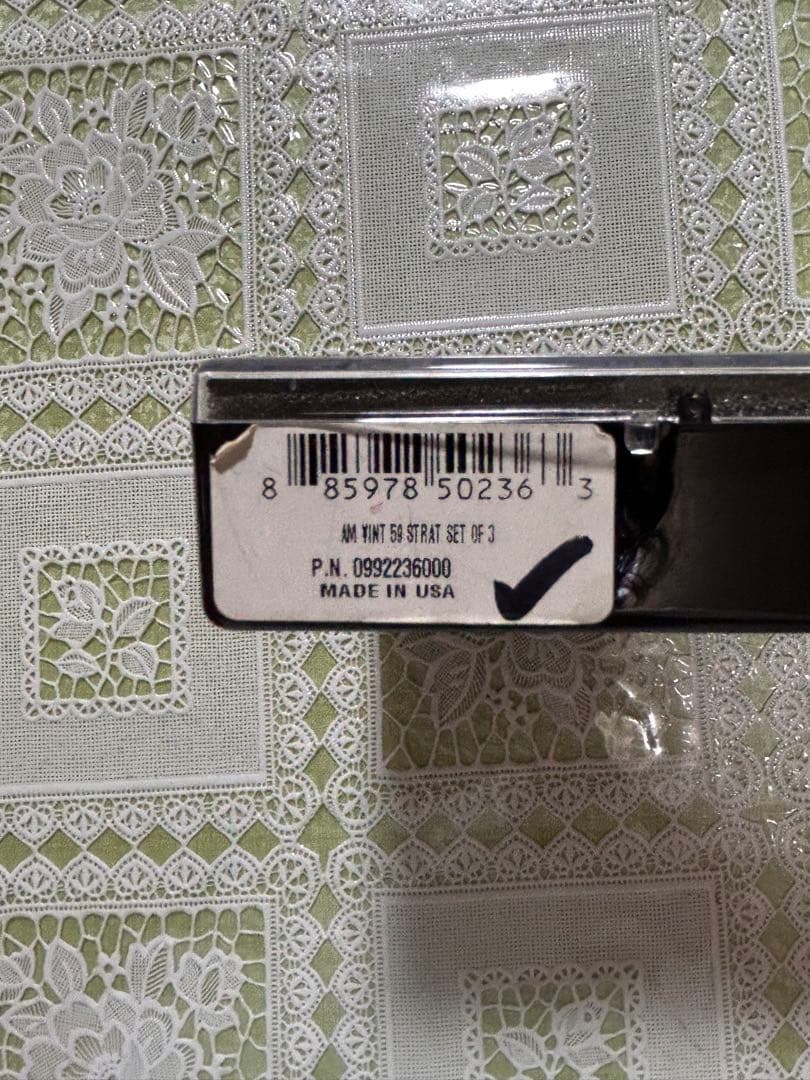 8 85978 50236 3
AM VINT 59 STRAT SET OF 3
P.N. 0992236000
MADE IN USA